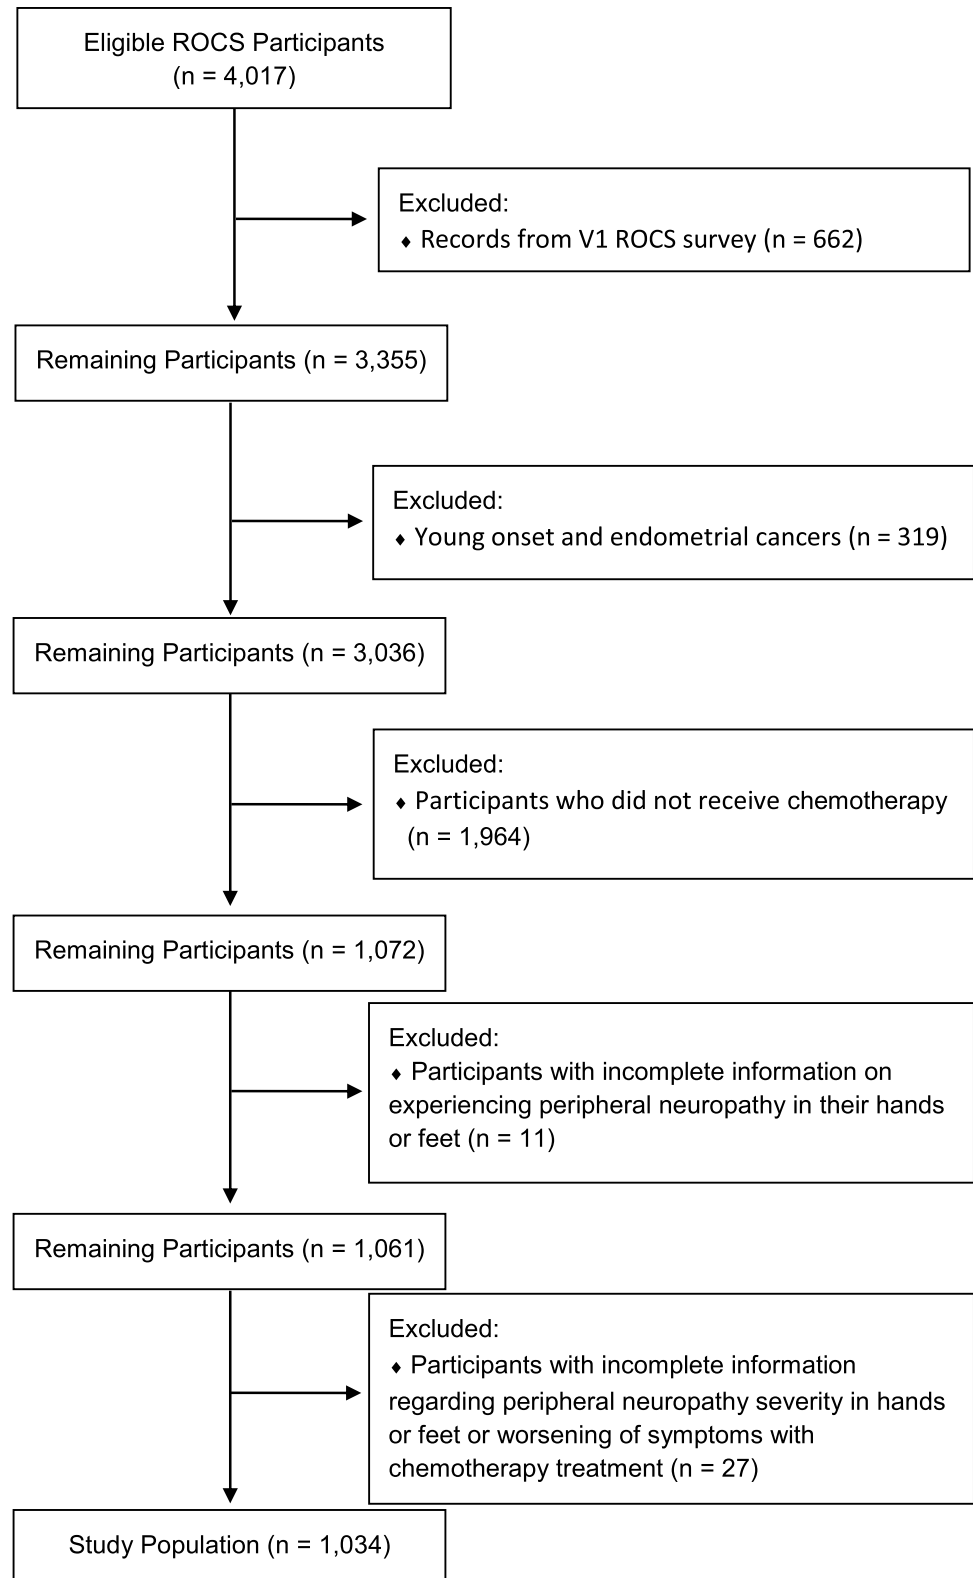 Eligible ROCS Participants
(n = 4,017)
Excluded:
♦ Records from V1 ROCS survey (n = 662)
Remaining Participants (n = 3,355)
Excluded:
♦ Young onset and endometrial cancers (n = 319)
Remaining Participants (n = 3,036)
Excluded:
♦ Participants who did not receive chemotherapy
(n = 1,964)
Remaining Participants (n = 1,072)
Excluded:
♦ Participants with incomplete information on
experiencing peripheral neuropathy in their hands
or feet (n = 11)
Remaining Participants (n = 1,061)
Excluded:
♦ Participants with incomplete information
regarding peripheral neuropathy severity in hands
or feet or worsening of symptoms with
chemotherapy treatment (n = 27)
Study Population (n = 1,034)